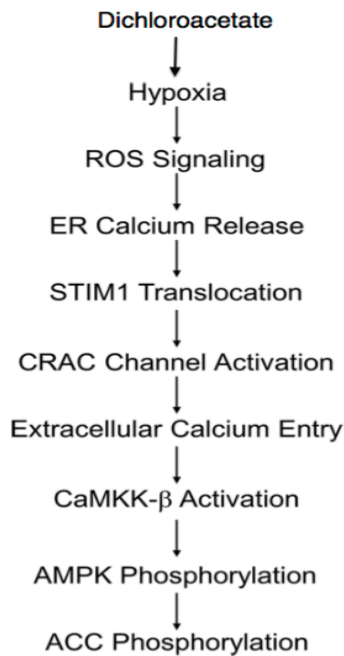 Dichloroacetate
Hypoxia
ROS Signaling
ER Calcium Release
STIM1 Translocation
CRAC Channel Activation
Extracellular Calcium Entry
CaMKK-β Activation
AMPK Phosphorylation
ACC Phosphorylation